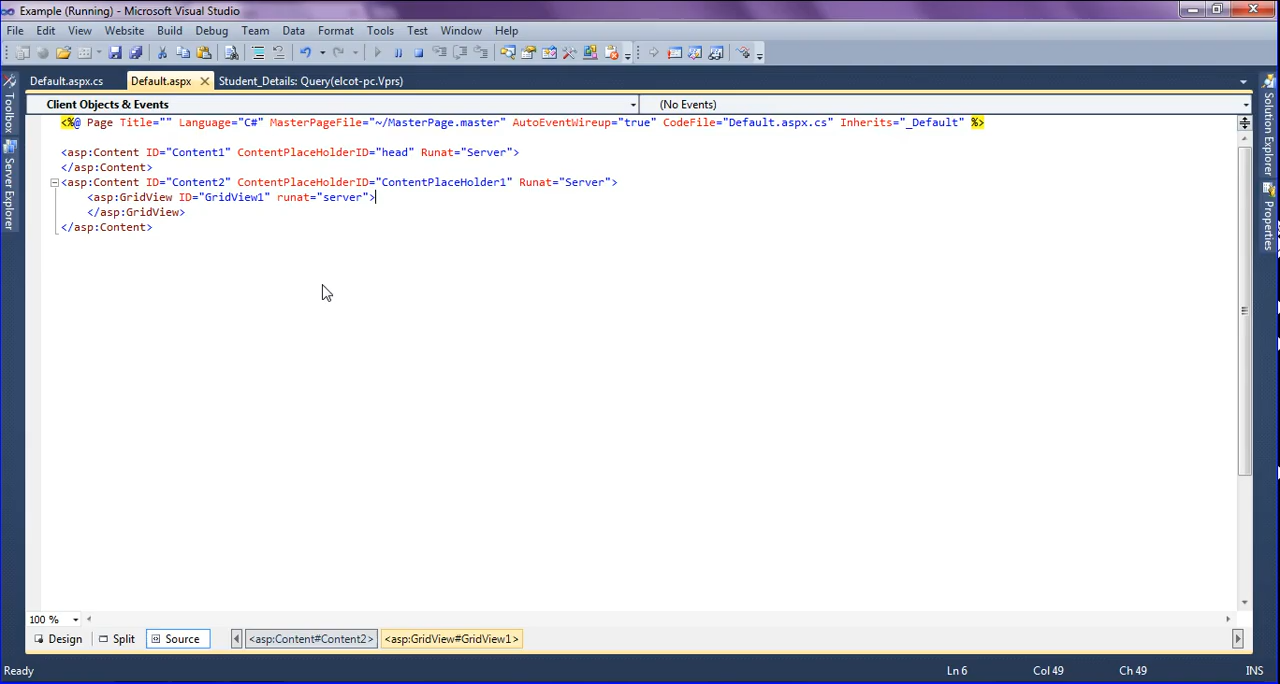 Example (Running) - Microsoft Visual Studio
File Edit View Website Build Debug Team Data Format Tools Test Window Help
Default.aspx.cs Default.aspx Student_Details: Query(elcot-pc.Vprs)
Client Objects & Events (No Events)
<%@ Page Title="" Language="C#" MasterPageFile="~/MasterPage.master" AutoEventWireup="true" CodeFile="Default.aspx.cs" Inherits="_Default" %>
<asp:Content ID="Content1" ContentPlaceHolderID="head" Runat="Server">
</asp:Content>
<asp:Content ID="Content2" ContentPlaceHolderID="ContentPlaceHolder1" Runat="Server">
<asp:GridView ID="GridView1" runat="server">
</asp:GridView>
</asp:Content>
Toolbox
Server Explorer
Solution Explorer
Properties
100 %
Design Split Source <asp:Content#Content2> <asp:GridView#GridView1>
Ready Ln 6 Col 49 Ch 49 INS